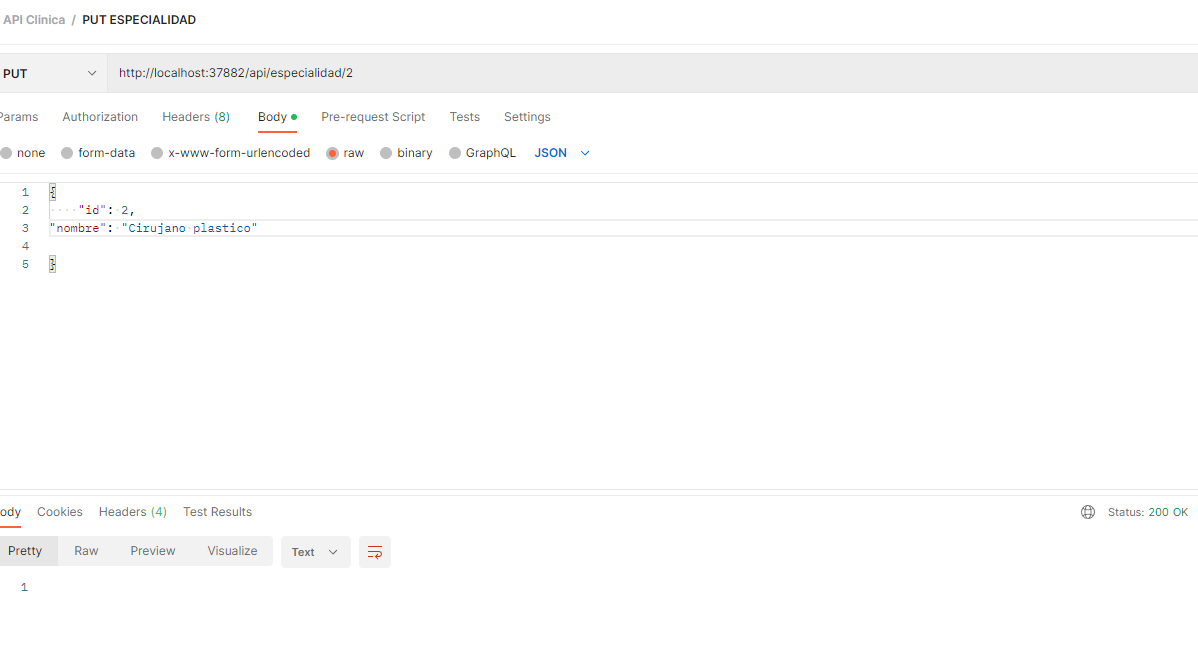 API Clinica / PUT ESPECIALIDAD
PUT http://localhost:37882/api/especialidad/2
Params Authorization Headers (8) Body Pre-request Script Tests Settings
none form-data x-www-form-urlencoded raw binary GraphQL JSON
1 {
2 ····"id":·2,
3 "nombre":·"Cirujano·plastico"
4
5 }
ody Cookies Headers (4) Test Results Status: 200 OK
Pretty Raw Preview Visualize Text
1